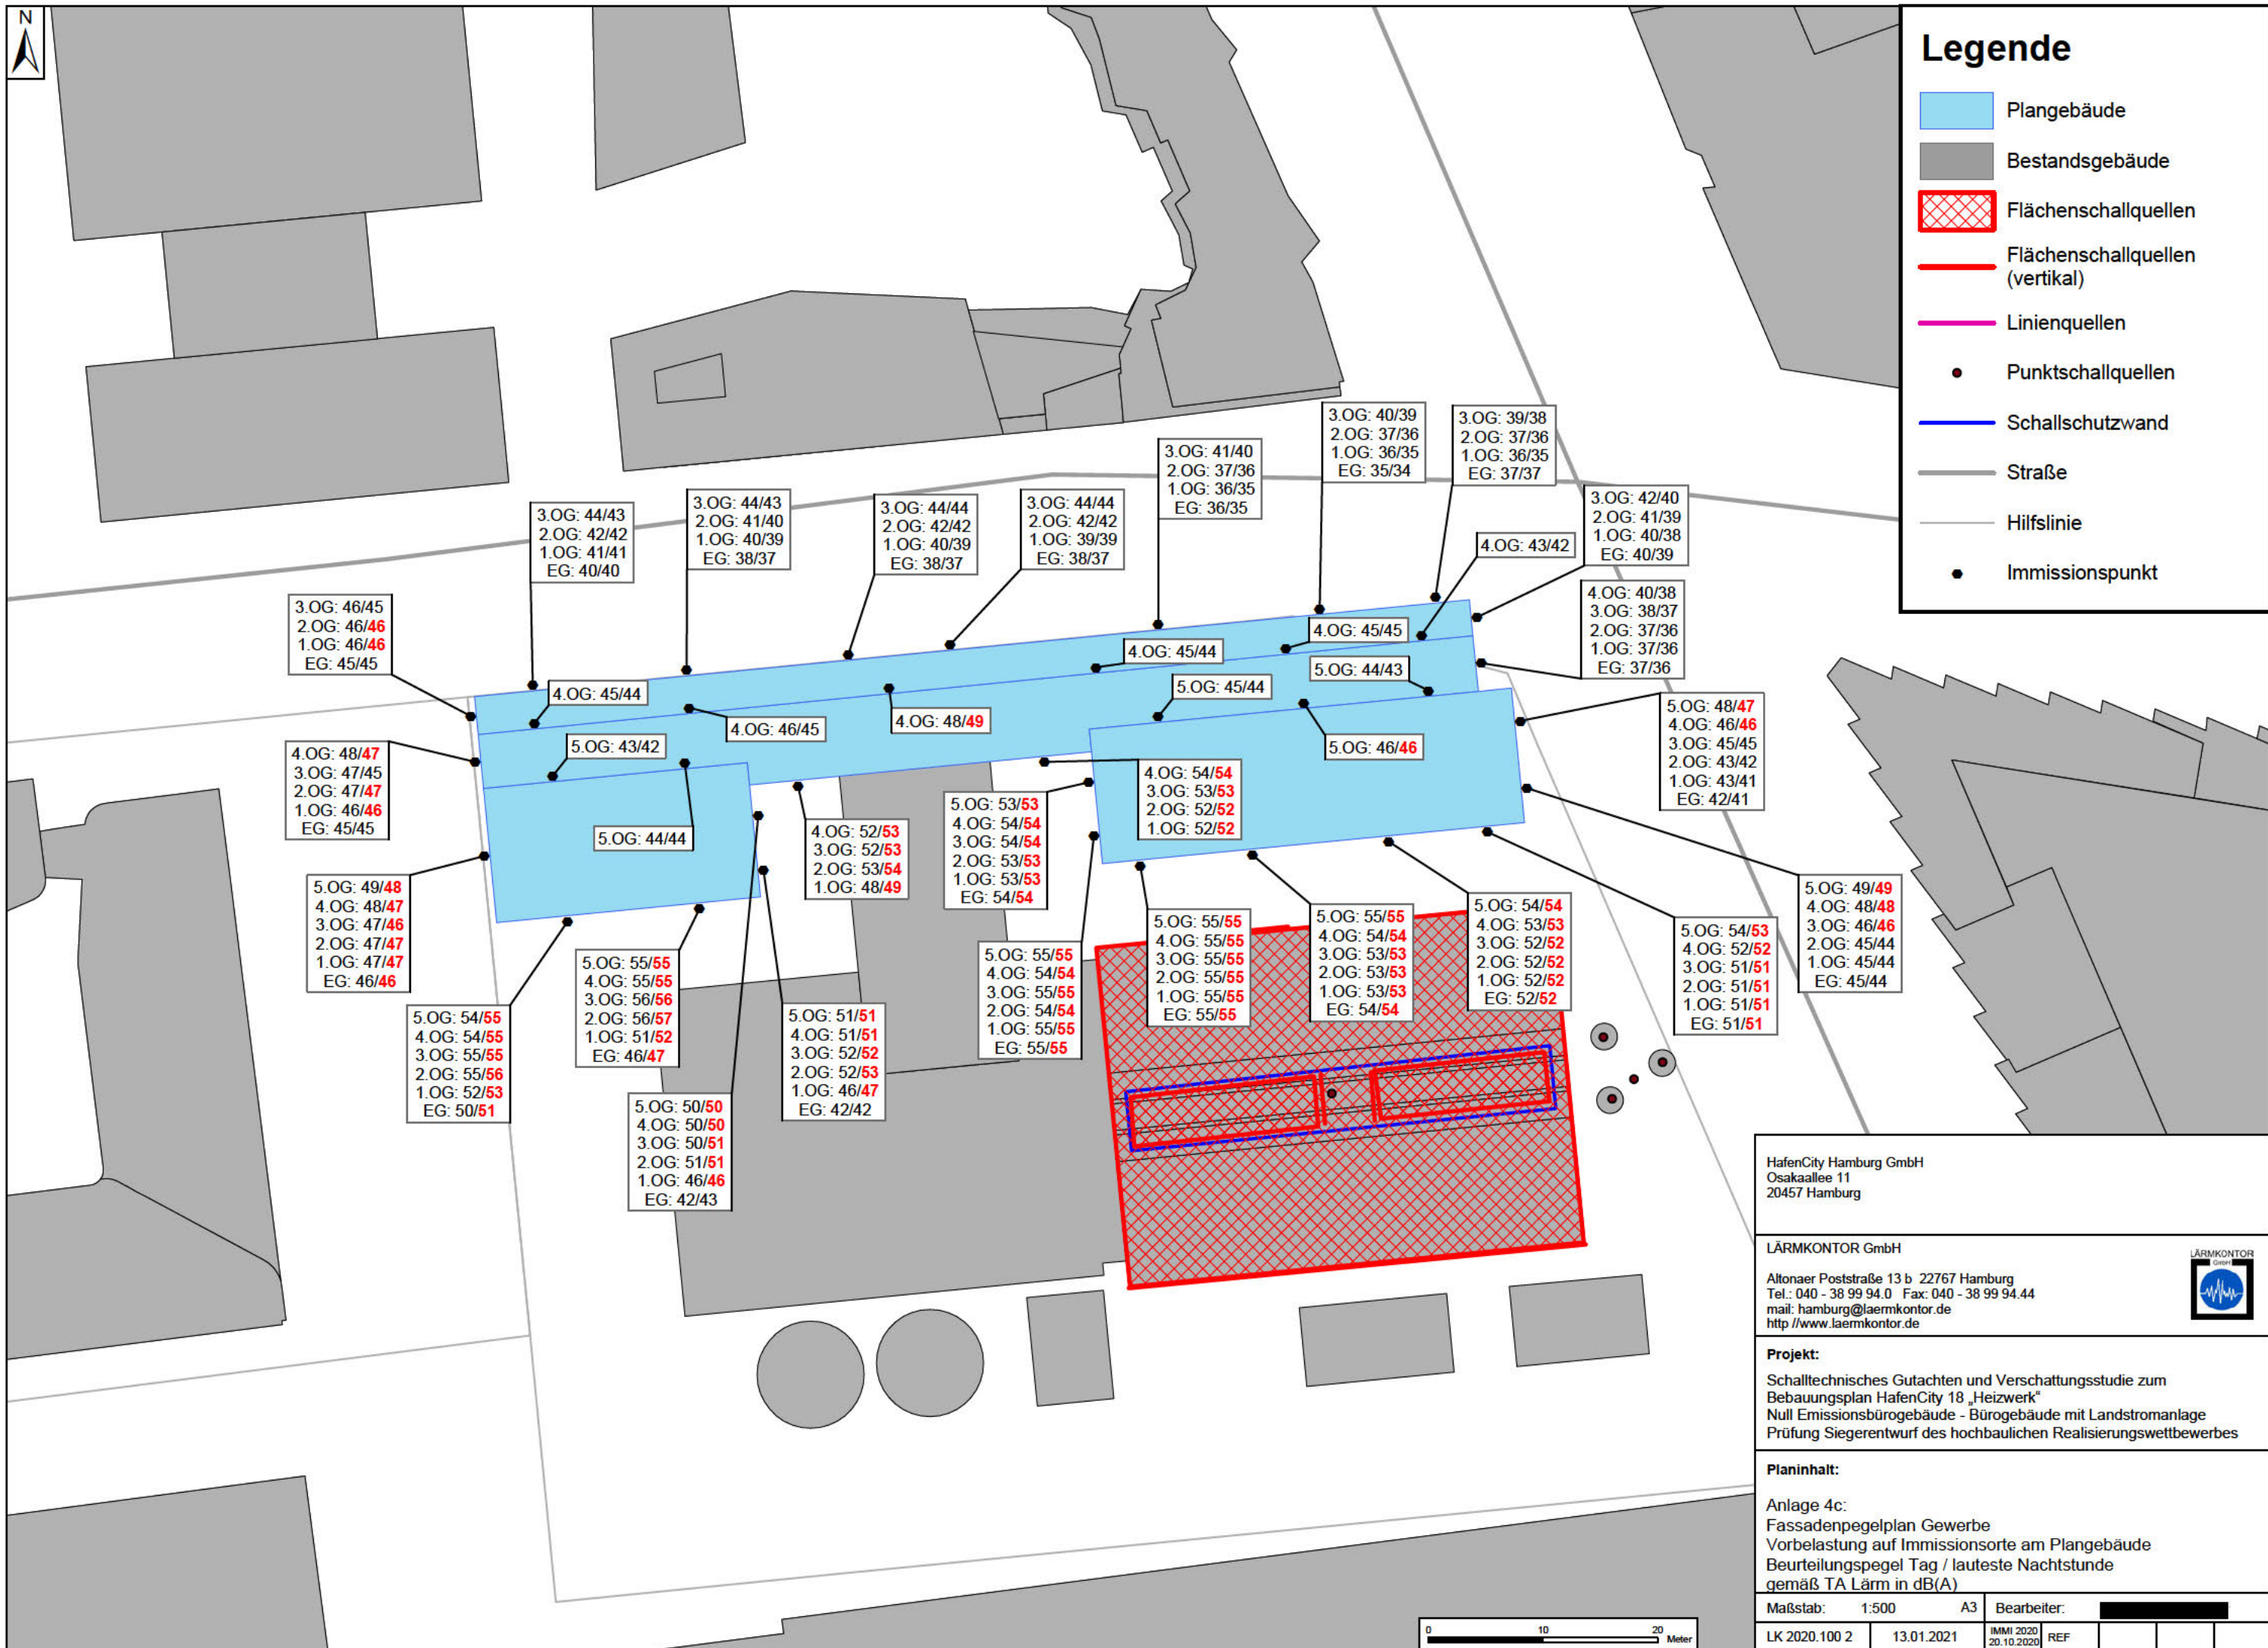 N
Legende
Plangebäude
Bestandsgebäude
Flächenschallquellen
Flächenschallquellen
(vertikal)
Linienquellen
Punktschallquellen
Schallschutzwand
Straße
Hilfslinie
Immissionspunkt
3.OG: 40/39
2.OG: 37/36
1.OG: 36/35
EG: 35/34
3.OG: 39/38
2.OG: 37/36
1.OG: 36/35
EG: 37/37
3.OG: 41/40
2.OG: 37/36
1.OG: 36/35
EG: 36/35
3.OG: 44/43
2.OG: 42/42
1.OG: 41/41
EG: 40/40
3.OG: 44/43
2.OG: 41/40
1.OG: 40/39
EG: 38/37
3.OG: 44/44
2.OG: 42/42
1.OG: 40/39
EG: 38/37
3.OG: 44/44
2.OG: 42/42
1.OG: 39/39
EG: 38/37
3.OG: 42/40
2.OG: 41/39
1.OG: 40/38
EG: 40/39
4.OG: 43/42
3.OG: 46/45
2.OG: 46/46
1.OG: 46/46
EG: 45/45
4.OG: 40/38
3.OG: 38/37
2.OG: 37/36
1.OG: 37/36
EG: 37/36
4.OG: 45/45
4.OG: 45/44
5.OG: 44/43
4.OG: 45/44
5.OG: 45/44
4.OG: 48/49
4.OG: 46/45
5.OG: 43/42
5.OG: 46/46
5.OG: 48/47
4.OG: 46/46
3.OG: 45/45
2.OG: 43/42
1.OG: 43/41
EG: 42/41
4.OG: 48/47
3.OG: 47/45
2.OG: 47/47
1.OG: 46/46
EG: 45/45
5.OG: 44/44
4.OG: 52/53
3.OG: 52/53
2.OG: 53/54
1.OG: 48/49
5.OG: 53/53
4.OG: 54/54
3.OG: 54/54
2.OG: 53/53
1.OG: 53/53
EG: 54/54
4.OG: 54/54
3.OG: 53/53
2.OG: 52/52
1.OG: 52/52
5.OG: 49/48
4.OG: 48/47
3.OG: 47/46
2.OG: 47/47
1.OG: 47/47
EG: 46/46
5.OG: 54/55
4.OG: 54/55
3.OG: 55/55
2.OG: 55/56
1.OG: 52/53
EG: 50/51
5.OG: 55/55
4.OG: 55/55
3.OG: 56/56
2.OG: 56/57
1.OG: 51/52
EG: 46/47
5.OG: 50/50
4.OG: 50/50
3.OG: 50/51
2.OG: 51/51
1.OG: 46/46
EG: 42/43
5.OG: 51/51
4.OG: 51/51
3.OG: 52/52
2.OG: 52/53
1.OG: 46/47
EG: 42/42
5.OG: 55/55
4.OG: 54/54
3.OG: 55/55
2.OG: 54/54
1.OG: 55/55
EG: 55/55
5.OG: 55/55
4.OG: 55/55
3.OG: 55/55
2.OG: 55/55
1.OG: 55/55
EG: 55/55
5.OG: 55/55
4.OG: 54/54
3.OG: 53/53
2.OG: 53/53
1.OG: 53/53
EG: 54/54
5.OG: 54/54
4.OG: 53/53
3.OG: 52/52
2.OG: 52/52
1.OG: 52/52
EG: 52/52
5.OG: 54/53
4.OG: 52/52
3.OG: 51/51
2.OG: 51/51
1.OG: 51/51
EG: 51/51
5.OG: 49/49
4.OG: 48/48
3.OG: 46/46
2.OG: 45/44
1.OG: 45/44
EG: 45/44
HafenCity Hamburg GmbH
Osakaallee 11
20457 Hamburg
LÄRMKONTOR GmbH
Altonaer Poststraße 13 b 22767 Hamburg
Tel.: 040 - 38 99 94.0 Fax: 040 - 38 99 94.44
mail: hamburg@laermkontor.de
http //www.laermkontor.de
LÄRMKONTOR
GmbH
Projekt:
Schalltechnisches Gutachten und Verschattungsstudie zum
Bebauungsplan HafenCity 18 „Heizwerk“
Null Emissionsbürogebäude - Bürogebäude mit Landstromanlage
Prüfung Siegerentwurf des hochbaulichen Realisierungswettbewerbes
Planinhalt:
Anlage 4c:
Fassadenpegelplan Gewerbe
Vorbelastung auf Immissionsorte am Plangebäude
Beurteilungspegel Tag / lauteste Nachtstunde
gemäß TA Lärm in dB(A)
Maßstab: 1:500 A3 Bearbeiter:
LK 2020.100 2 13.01.2021 IMMI 2020 20.10.2020 REF
0 10 20 Meter